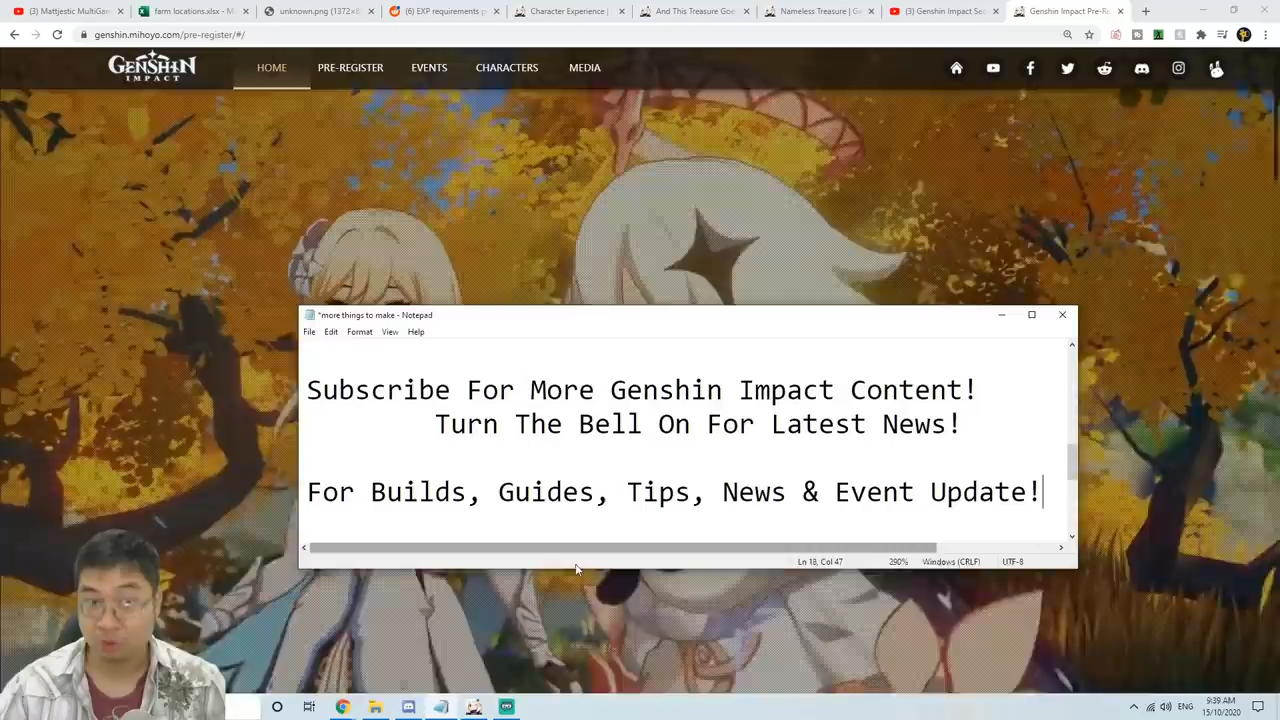 (3) Mattjestic MultiGam
farm locations.xlsx - M
unknown.png (1372×8
(6) EXP requirements p
Character Experience |
And This Treasure Goe
Nameless Treasure | G
(3) Genshin Impact Sec
Genshin Impact Pre-Re
genshin.mihoyo.com/pre-register/#/
GENSHIN IMPACT
HOME
PRE-REGISTER
EVENTS
CHARACTERS
MEDIA
*more things to make - Notepad
File Edit Format View Help
Subscribe For More Genshin Impact Content!
Turn The Bell On For Latest News!
For Builds, Guides, Tips, News & Event Update!
Ln 18, Col 47
290%
Windows (CRLF)
UTF-8
ENG
9:39 AM
15/10/2020